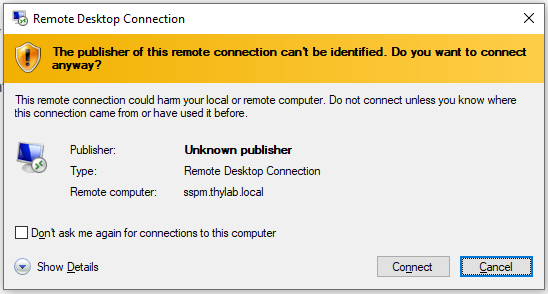 Remote Desktop Connection
The publisher of this remote connection can't be identified. Do you want to connect
anyway?
This remote connection could harm your local or remote computer. Do not connect unless you know where
this connection came from or have used it before.
Publisher: Unknown publisher
Type: Remote Desktop Connection
Remote computer: sspm.thylab.local
Don't ask me again for connections to this computer
Show Details
Connect
Cancel